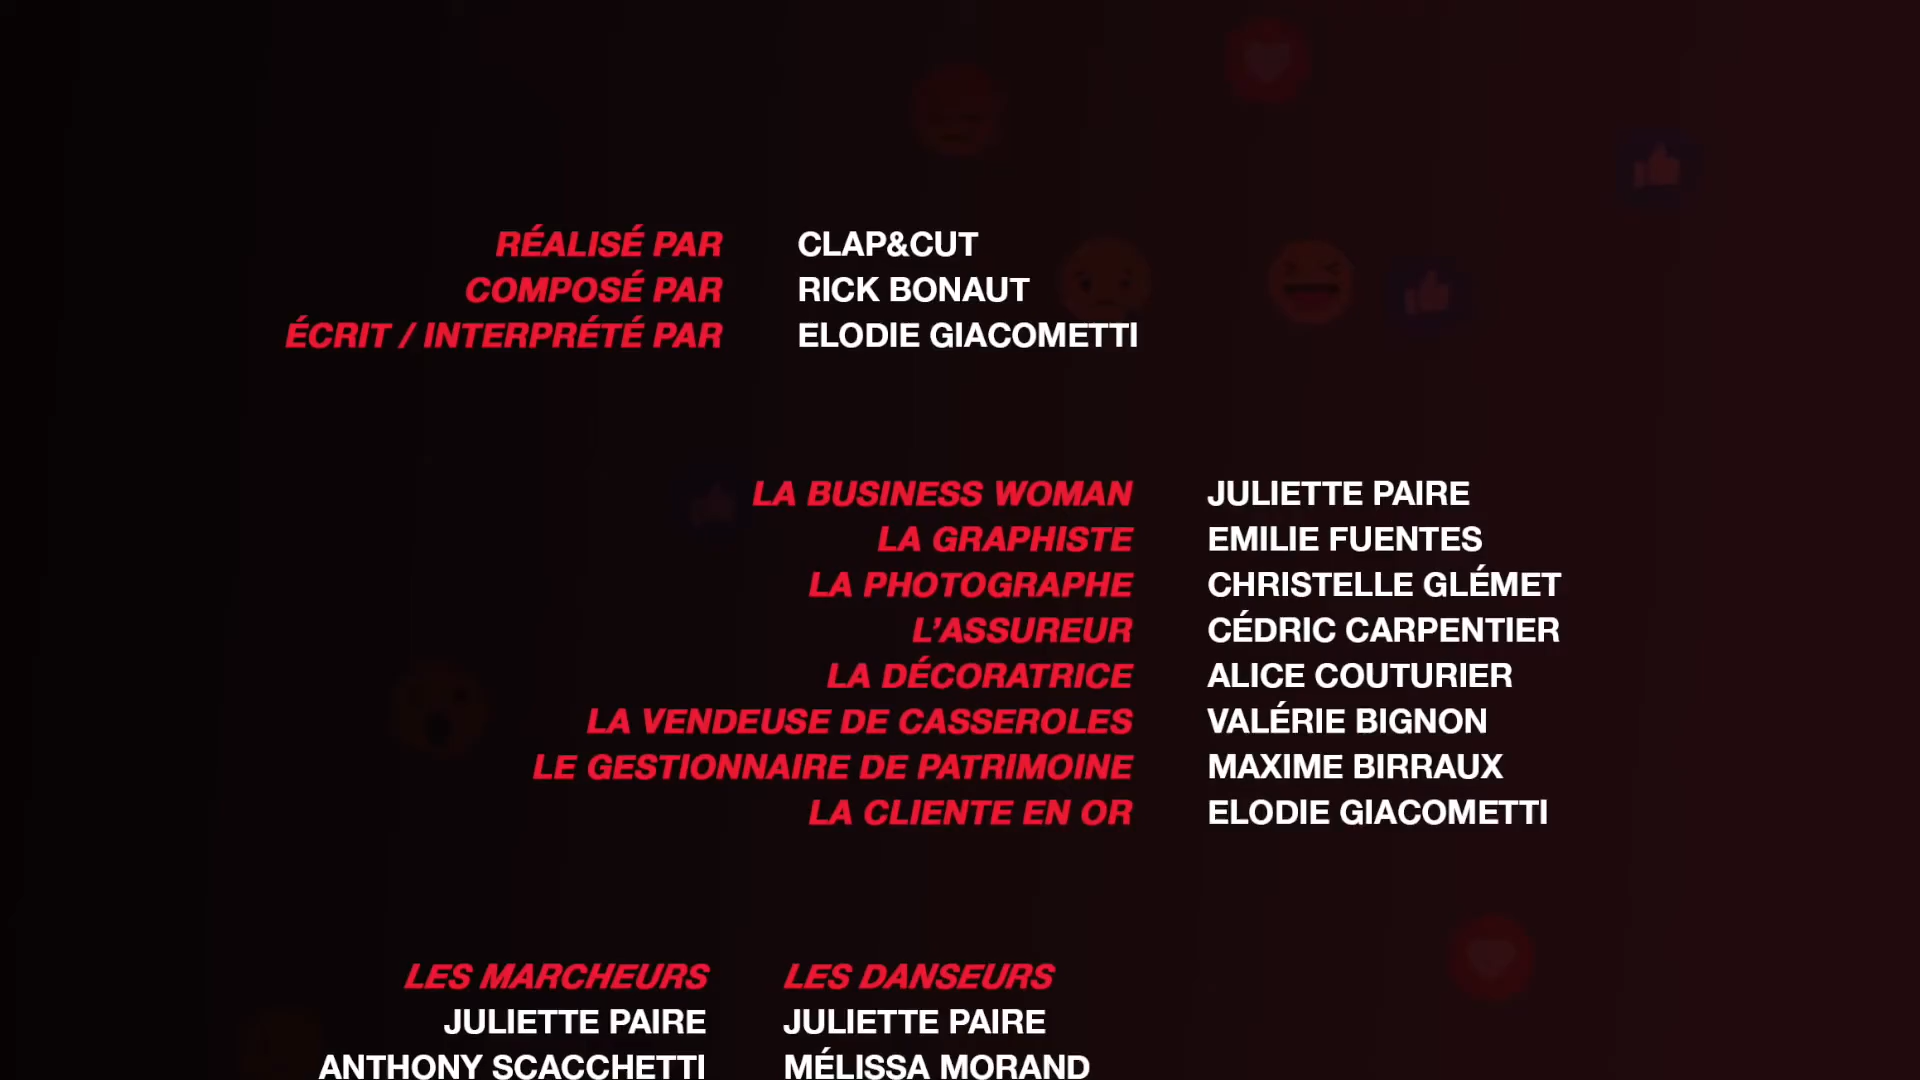 RÉALISÉ PAR CLAP&CUT
COMPOSÉ PAR RICK BONAUT
ÉCRIT / INTERPRÉTÉ PAR ELODIE GIACOMETTI
LA BUSINESS WOMAN JULIETTE PAIRE
LA GRAPHISTE EMILIE FUENTES
LA PHOTOGRAPHE CHRISTELLE GLÉMET
L’ASSUREUR CÉDRIC CARPENTIER
LA DÉCORATRICE ALICE COUTURIER
LA VENDEUSE DE CASSEROLES VALÉRIE BIGNON
LE GESTIONNAIRE DE PATRIMOINE MAXIME BIRRAUX
LA CLIENTE EN OR ELODIE GIACOMETTI
LES MARCHEURS LES DANSEURS
JULIETTE PAIRE JULIETTE PAIRE
ANTHONY SCACCHETTI MÉLISSA MORAND